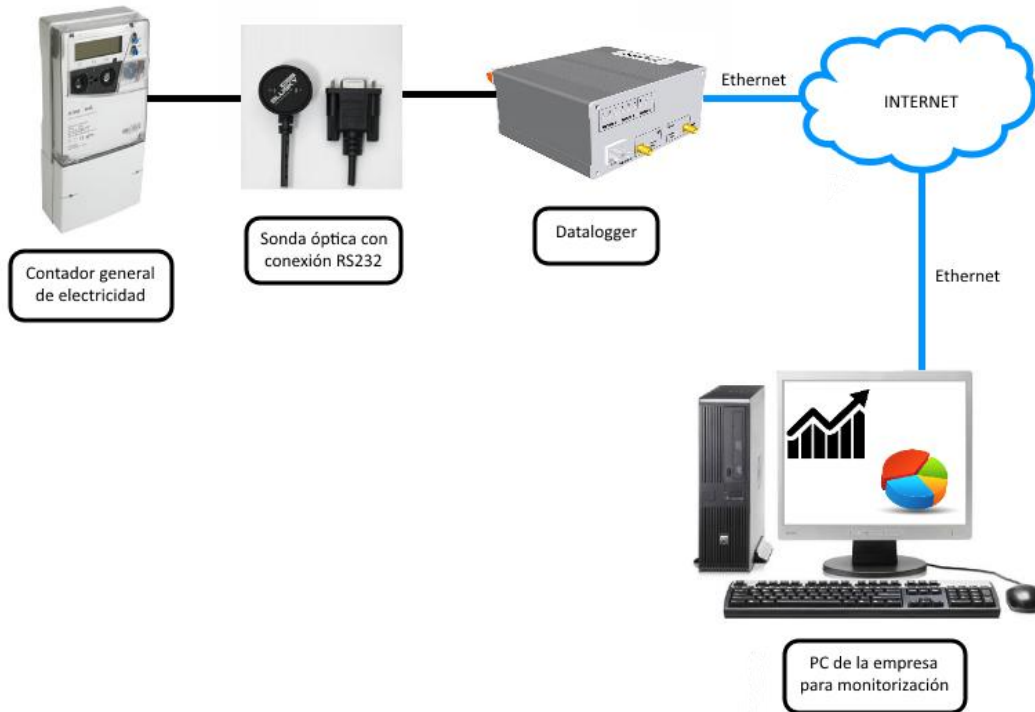 Ethernet
INTERNET
Sonda óptica con
conexión RS232
Datalogger
Contador general
de electricidad
Ethernet
PC de la empresa
para monitorización